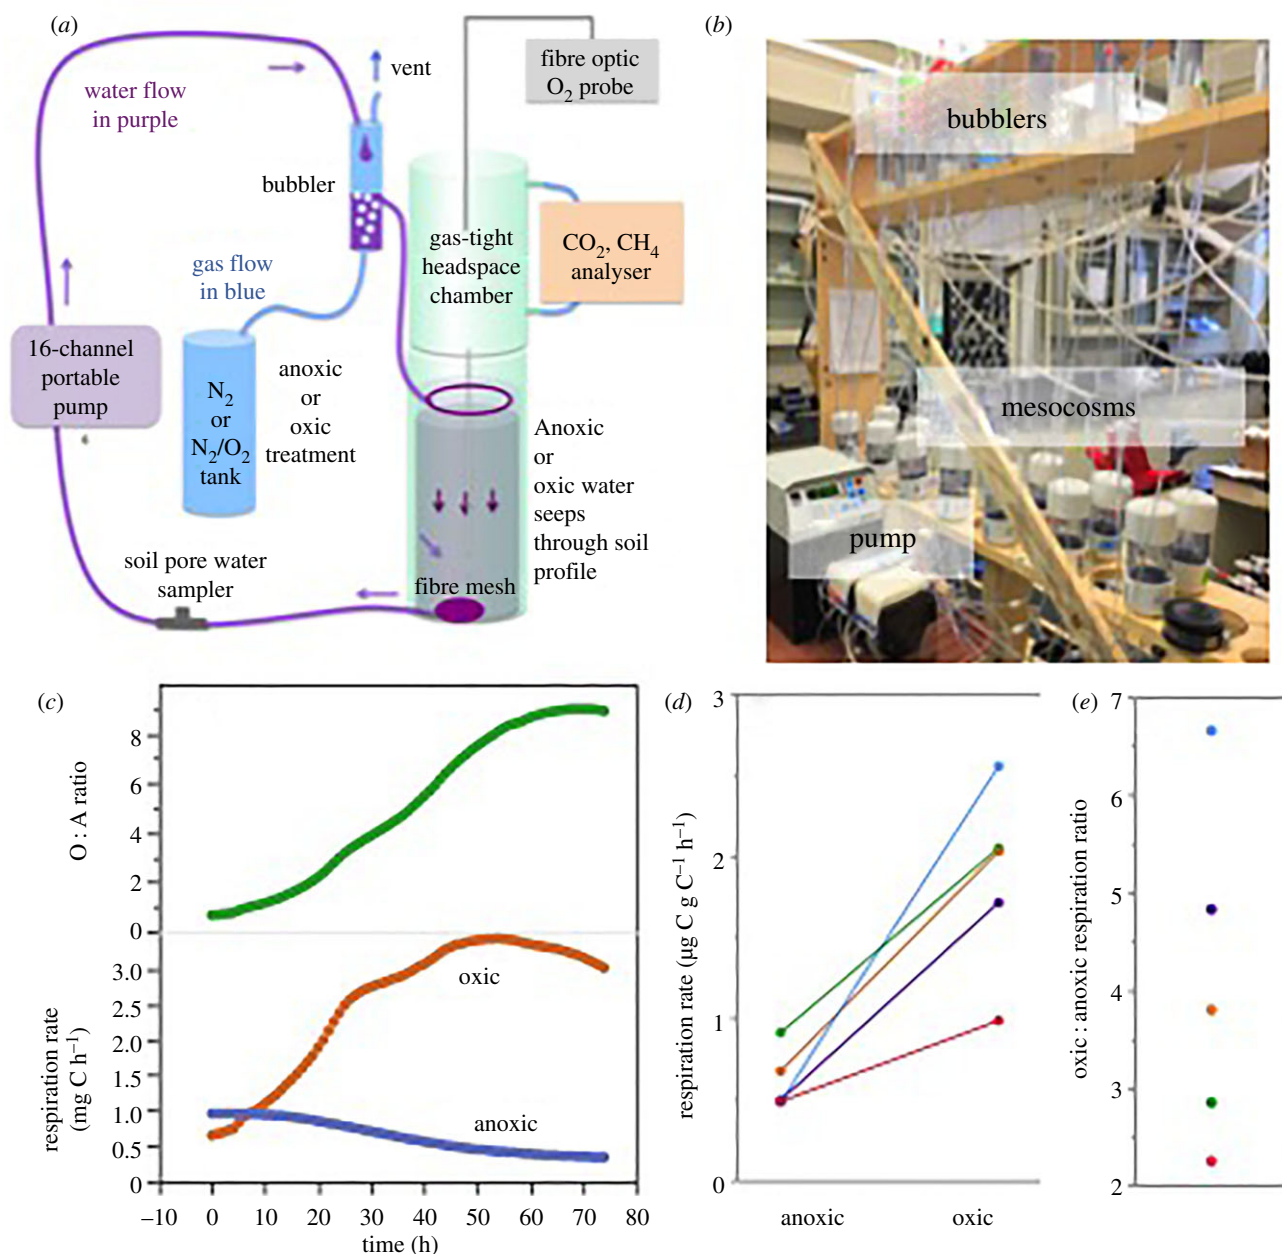 (a)
water flow
in purple
vent
fibre optic
O₂ probe
bubbler
gas flow
in blue
gas-tight
headspace
chamber
CO₂, CH₄
analyser
16-channel
portable
pump
N₂
or
N₂/O₂
tank
anoxic
or
oxic
treatment
Anoxic
or
oxic water
seeps
through soil
profile
soil pore water
sampler
fibre mesh
(b)
bubblers
mesocosms
pump
(c)
O : A ratio
8
6
4
2
0
respiration rate
(mg C h⁻¹)
3.0
2.5
2.0
1.5
1.0
0.5
0
oxic
anoxic
–10 0 10 20 30 40 50 60 70 80
time (h)
(d)
respiration rate (µg C g C⁻¹ h⁻¹)
3
2
1
0
anoxic oxic
(e)
oxic : anoxic respiration ratio
7
6
5
4
3
2